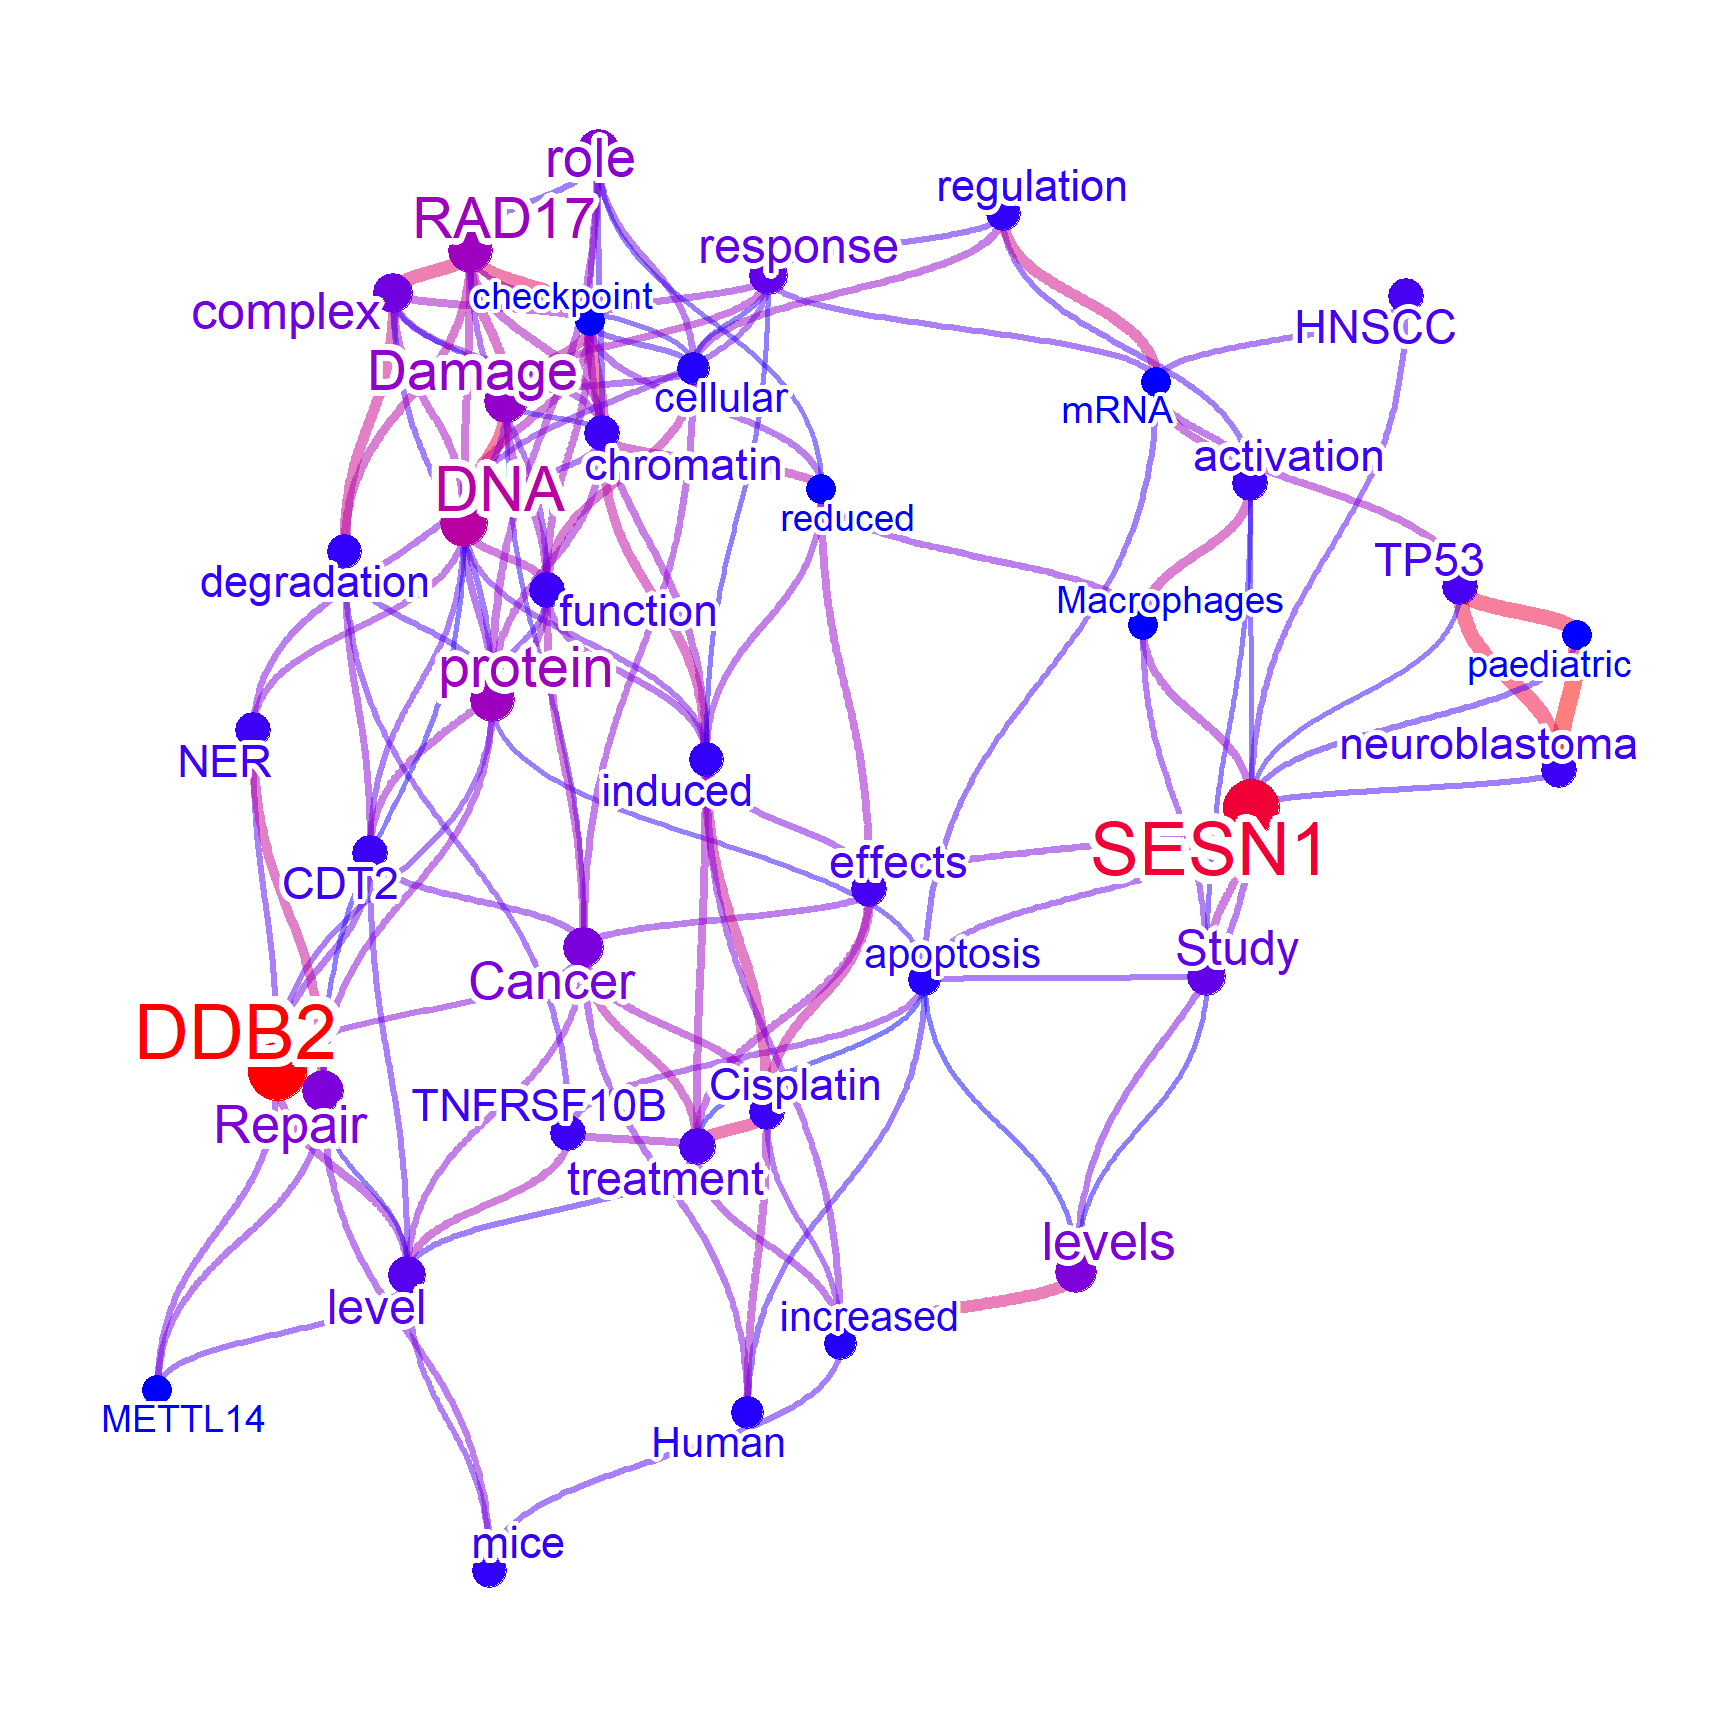 role
regulation
RAD17
response
checkpoint
complex
HNSCC
Damage
cellular
mRNA
activation
chromatin
DNA
reduced
TP53
degradation
function
Macrophages
protein
paediatric
neuroblastoma
NER
induced
SESN1
effects
CDT2
Study
apoptosis
Cancer
DDB2
Cisplatin
TNFRSF10B
Repair
treatment
levels
level
increased
METTL14
Human
mice